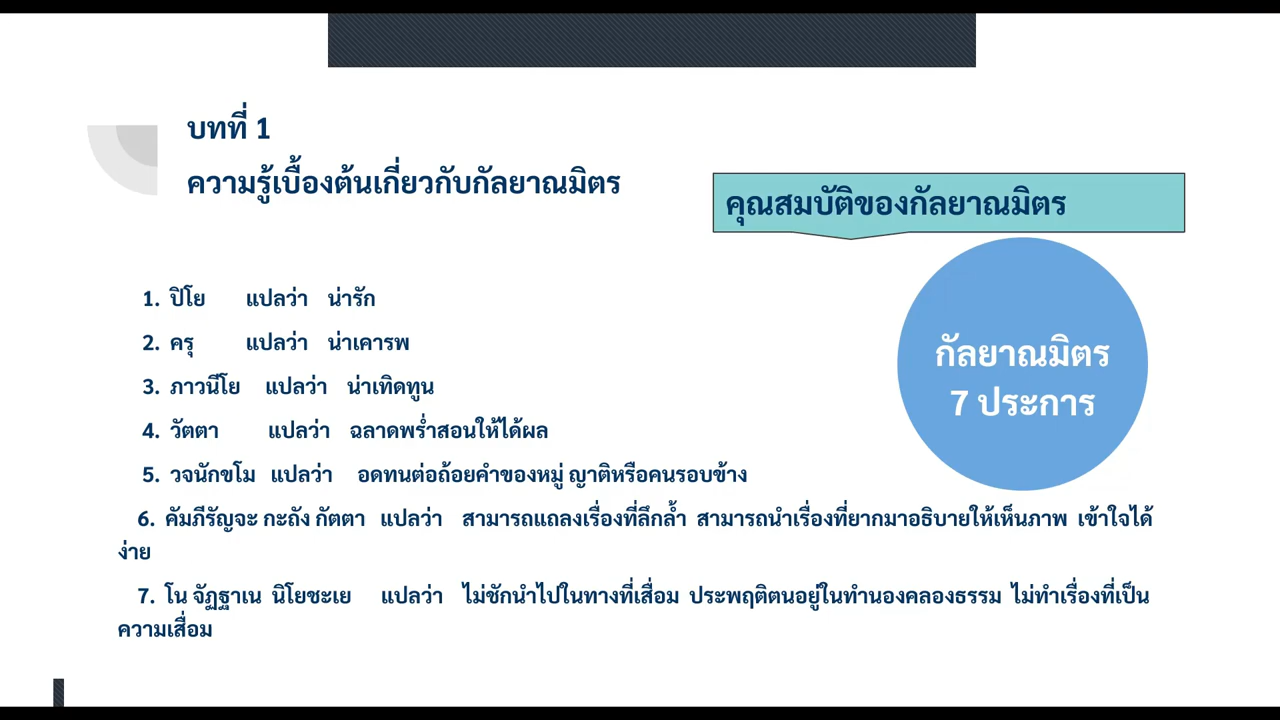 บทที่ 1
ความรู้เบื้องต้นเกี่ยวกับกัลยาณมิตร
คุณสมบัติของกัลยาณมิตร
กัลยาณมิตร
7 ประการ
1. ปิโย แปลว่า น่ารัก
2. ครุ แปลว่า น่าเคารพ
3. ภาวนีโย แปลว่า น่าเทิดทูน
4. วัตตา แปลว่า ฉลาดพร่ำสอนให้ได้ผล
5. วจนักขโม แปลว่า อดทนต่อถ้อยคำของหมู่ ญาติหรือคนรอบข้าง
6. คัมภีรัญจะ กะถัง กัตตา แปลว่า สามารถแถลงเรื่องที่ลึกล้ำ สามารถนำเรื่องที่ยากมาอธิบายให้เห็นภาพ เข้าใจได้
ง่าย
7. โน จัฏฐาเน นิโยชะเย แปลว่า ไม่ชักนำไปในทางที่เสื่อม ประพฤติตนอยู่ในทำนองคลองธรรม ไม่ทำเรื่องที่เป็น
ความเสื่อม